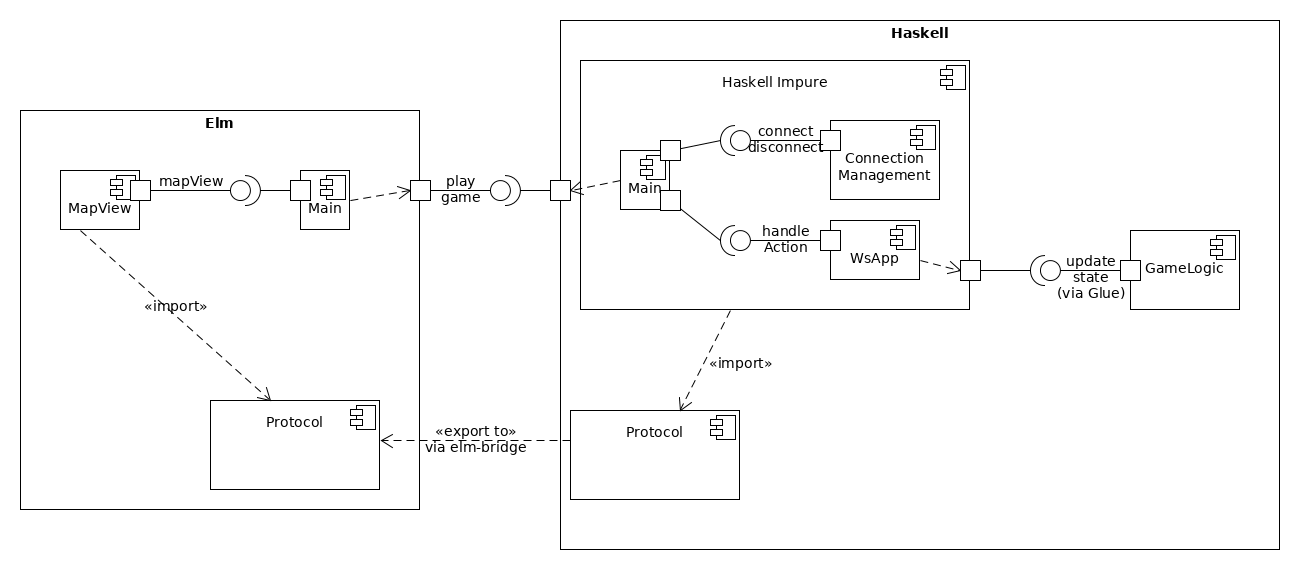 Haskell
Haskell Impure
Elm
connect
disconnect
Connection
Management
mapView
MapView
Main
play
game
Main
handle
Action
WsApp
update
state
(via Glue)
GameLogic
«import»
«import»
Protocol
«export to»
via elm-bridge
Protocol